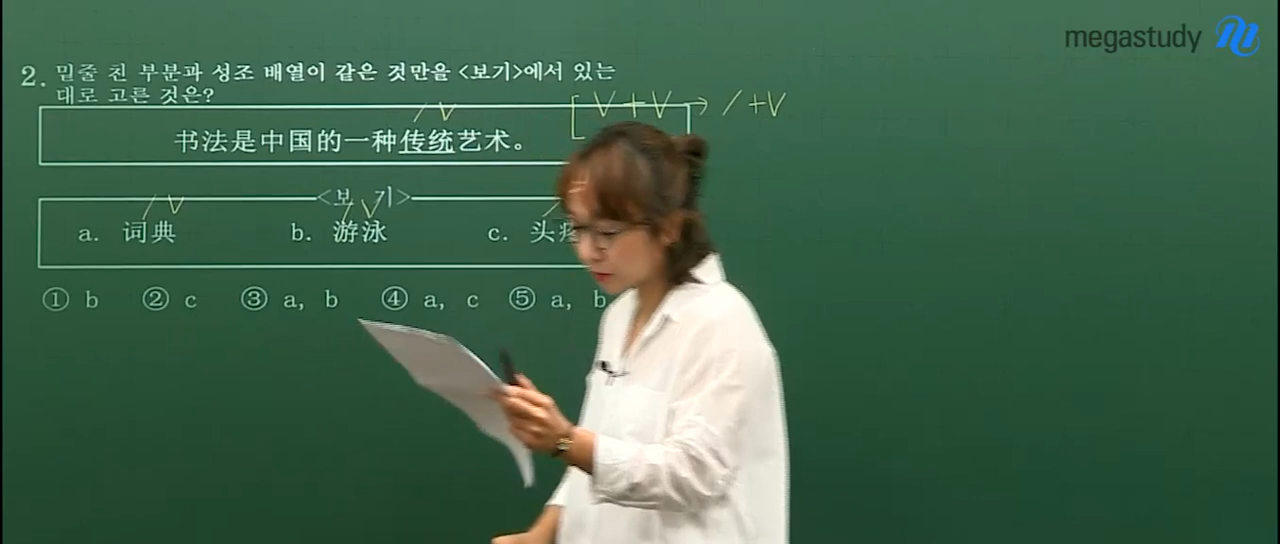 megastudy
2. 밑줄 친 부분과 성조 배열이 같은 것만을 <보기>에서 있는
대로 고른 것은?
V + V → / + V
/ V
书法是中国的一种传统艺术。
<보 기>
/ V / V /
a. 词典 b. 游泳 c. 头疼
① b ② c ③ a, b ④ a, c ⑤ a, b